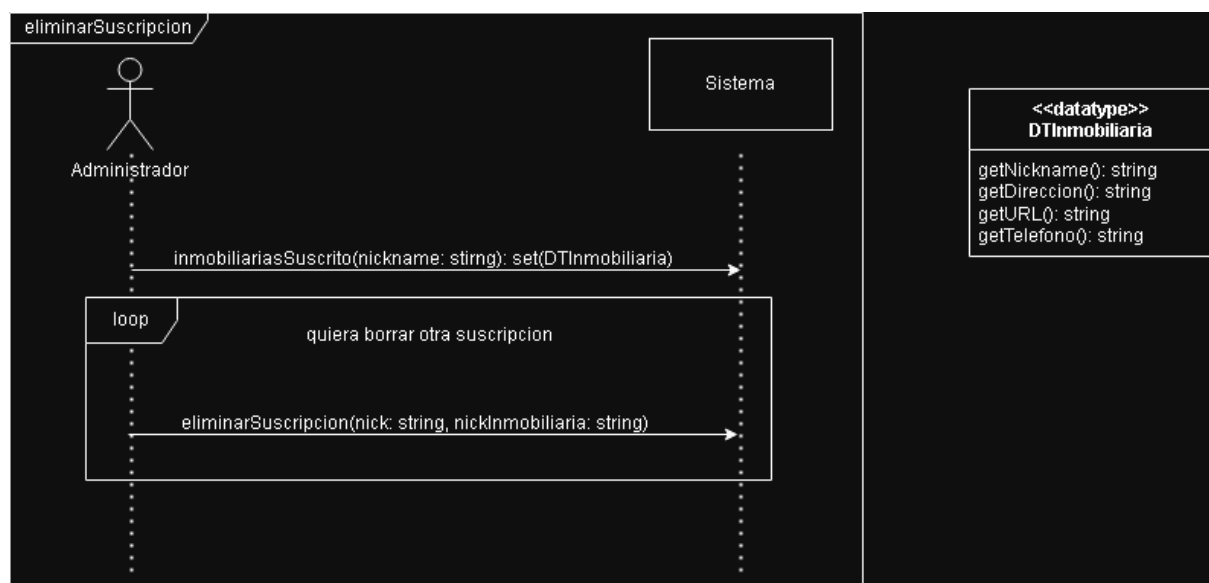 eliminarSuscripcion
Sistema
Administrador
<<datatype>>
DTInmobiliaria
getNickname(): string
getDireccion(): string
getURL(): string
getTelefono(): string
inmobiliariasSuscrito(nickname: stirng): set(DTInmobiliaria)
loop
quiera borrar otra suscripcion
eliminarSuscripcion(nick: string, nickInmobiliaria: string)